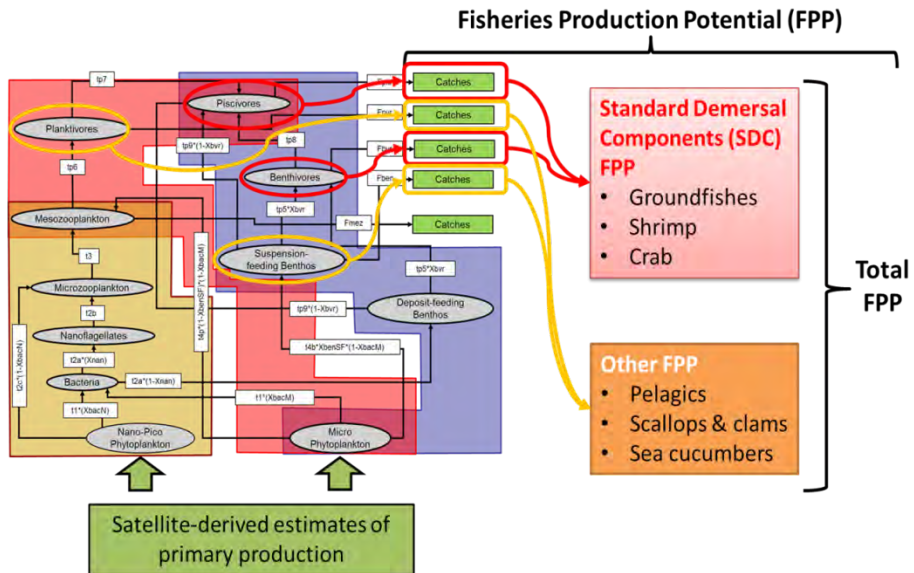 Fisheries Production Potential (FPP)
tp7
Catches
Piscivores
Planktivores
Catches
tp9*(1-Xbvr)
tp8
Catches
tp6
Benthivores
Fben
Catches
tp5*Xbvr
Mesozooplankton
Fmez
Catches
Suspension-
feeding Benthos
t3
tp5*Xbvr
Microzooplankton
Deposit-feeding
Benthos
tp9*(1-Xbvr)
t2b
t4p*(1-XbenSF)*(1-XbacM)
t2c*(1-XbacN)
Nanoflagellates
t4b*XbenSF*(1-XbacM)
t2a*(Xnan)
Bacteria
t2a*(1-Xnan)
t1*(XbacM)
t1*(XbacN)
Nano-Pico
Phytoplankton
Micro
Phytoplankton
Satellite-derived estimates of
primary production
Standard Demersal
Components (SDC)
FPP
• Groundfishes
• Shrimp
• Crab
Other FPP
• Pelagics
• Scallops & clams
• Sea cucumbers
Total
FPP